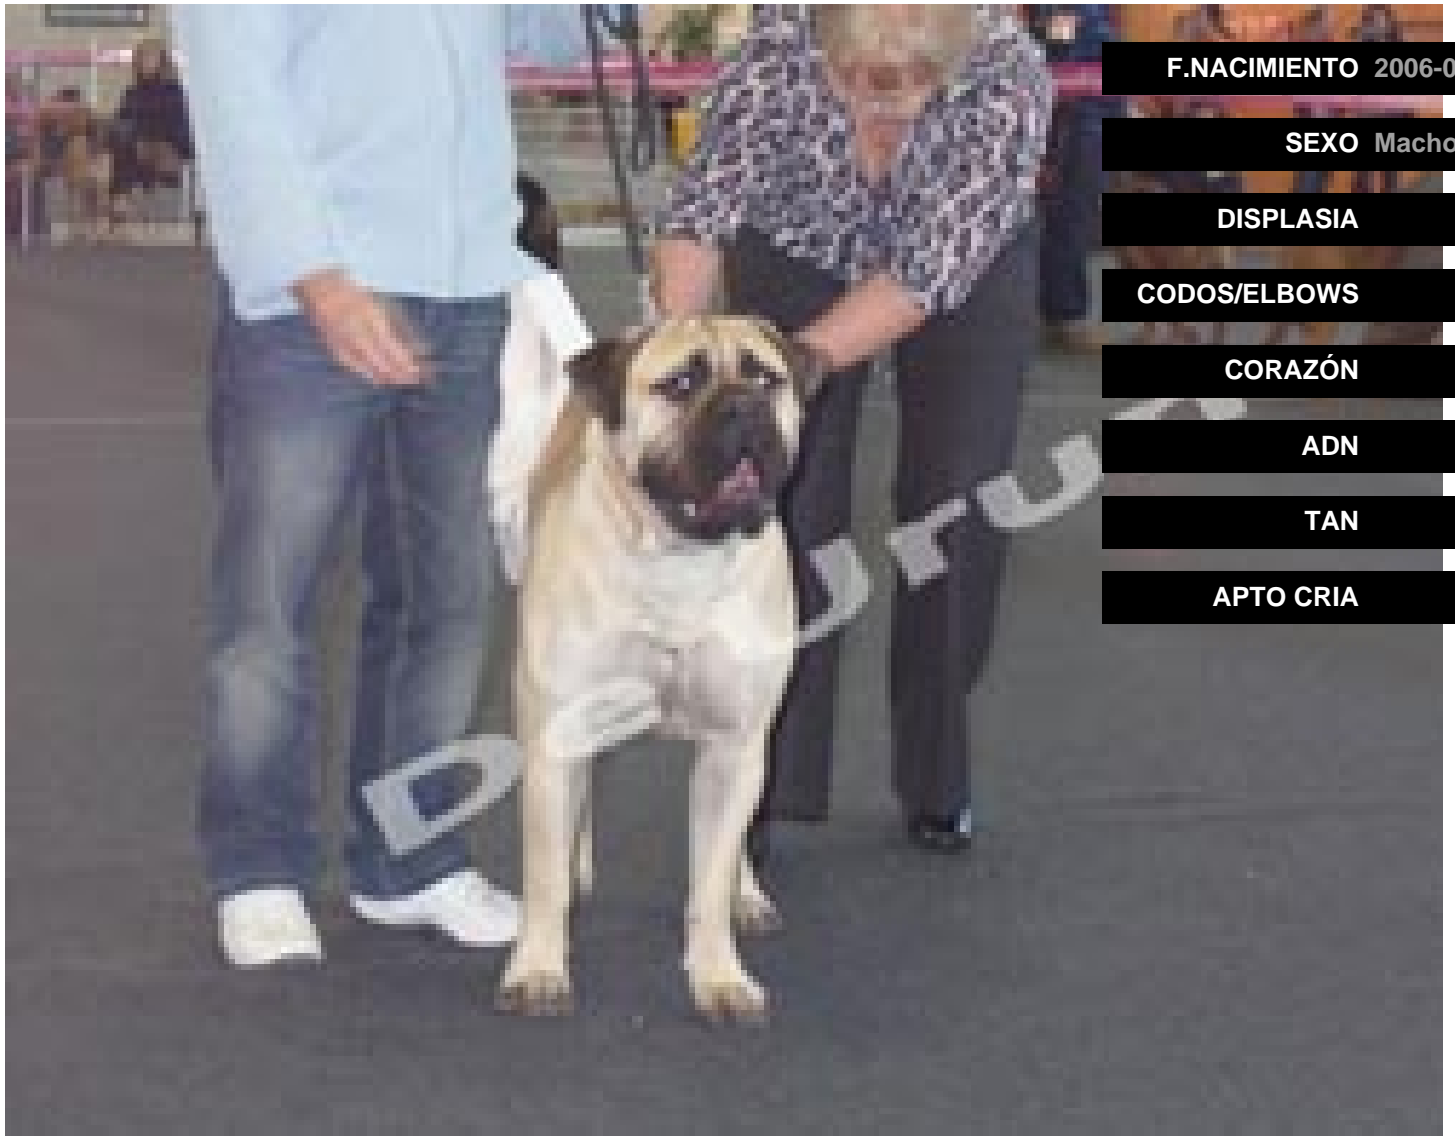 F.NACIMIENTO 2006-0
SEXO Macho
DISPLASIA
CODOS/ELBOWS
CORAZÓN
ADN
TAN
APTO CRIA